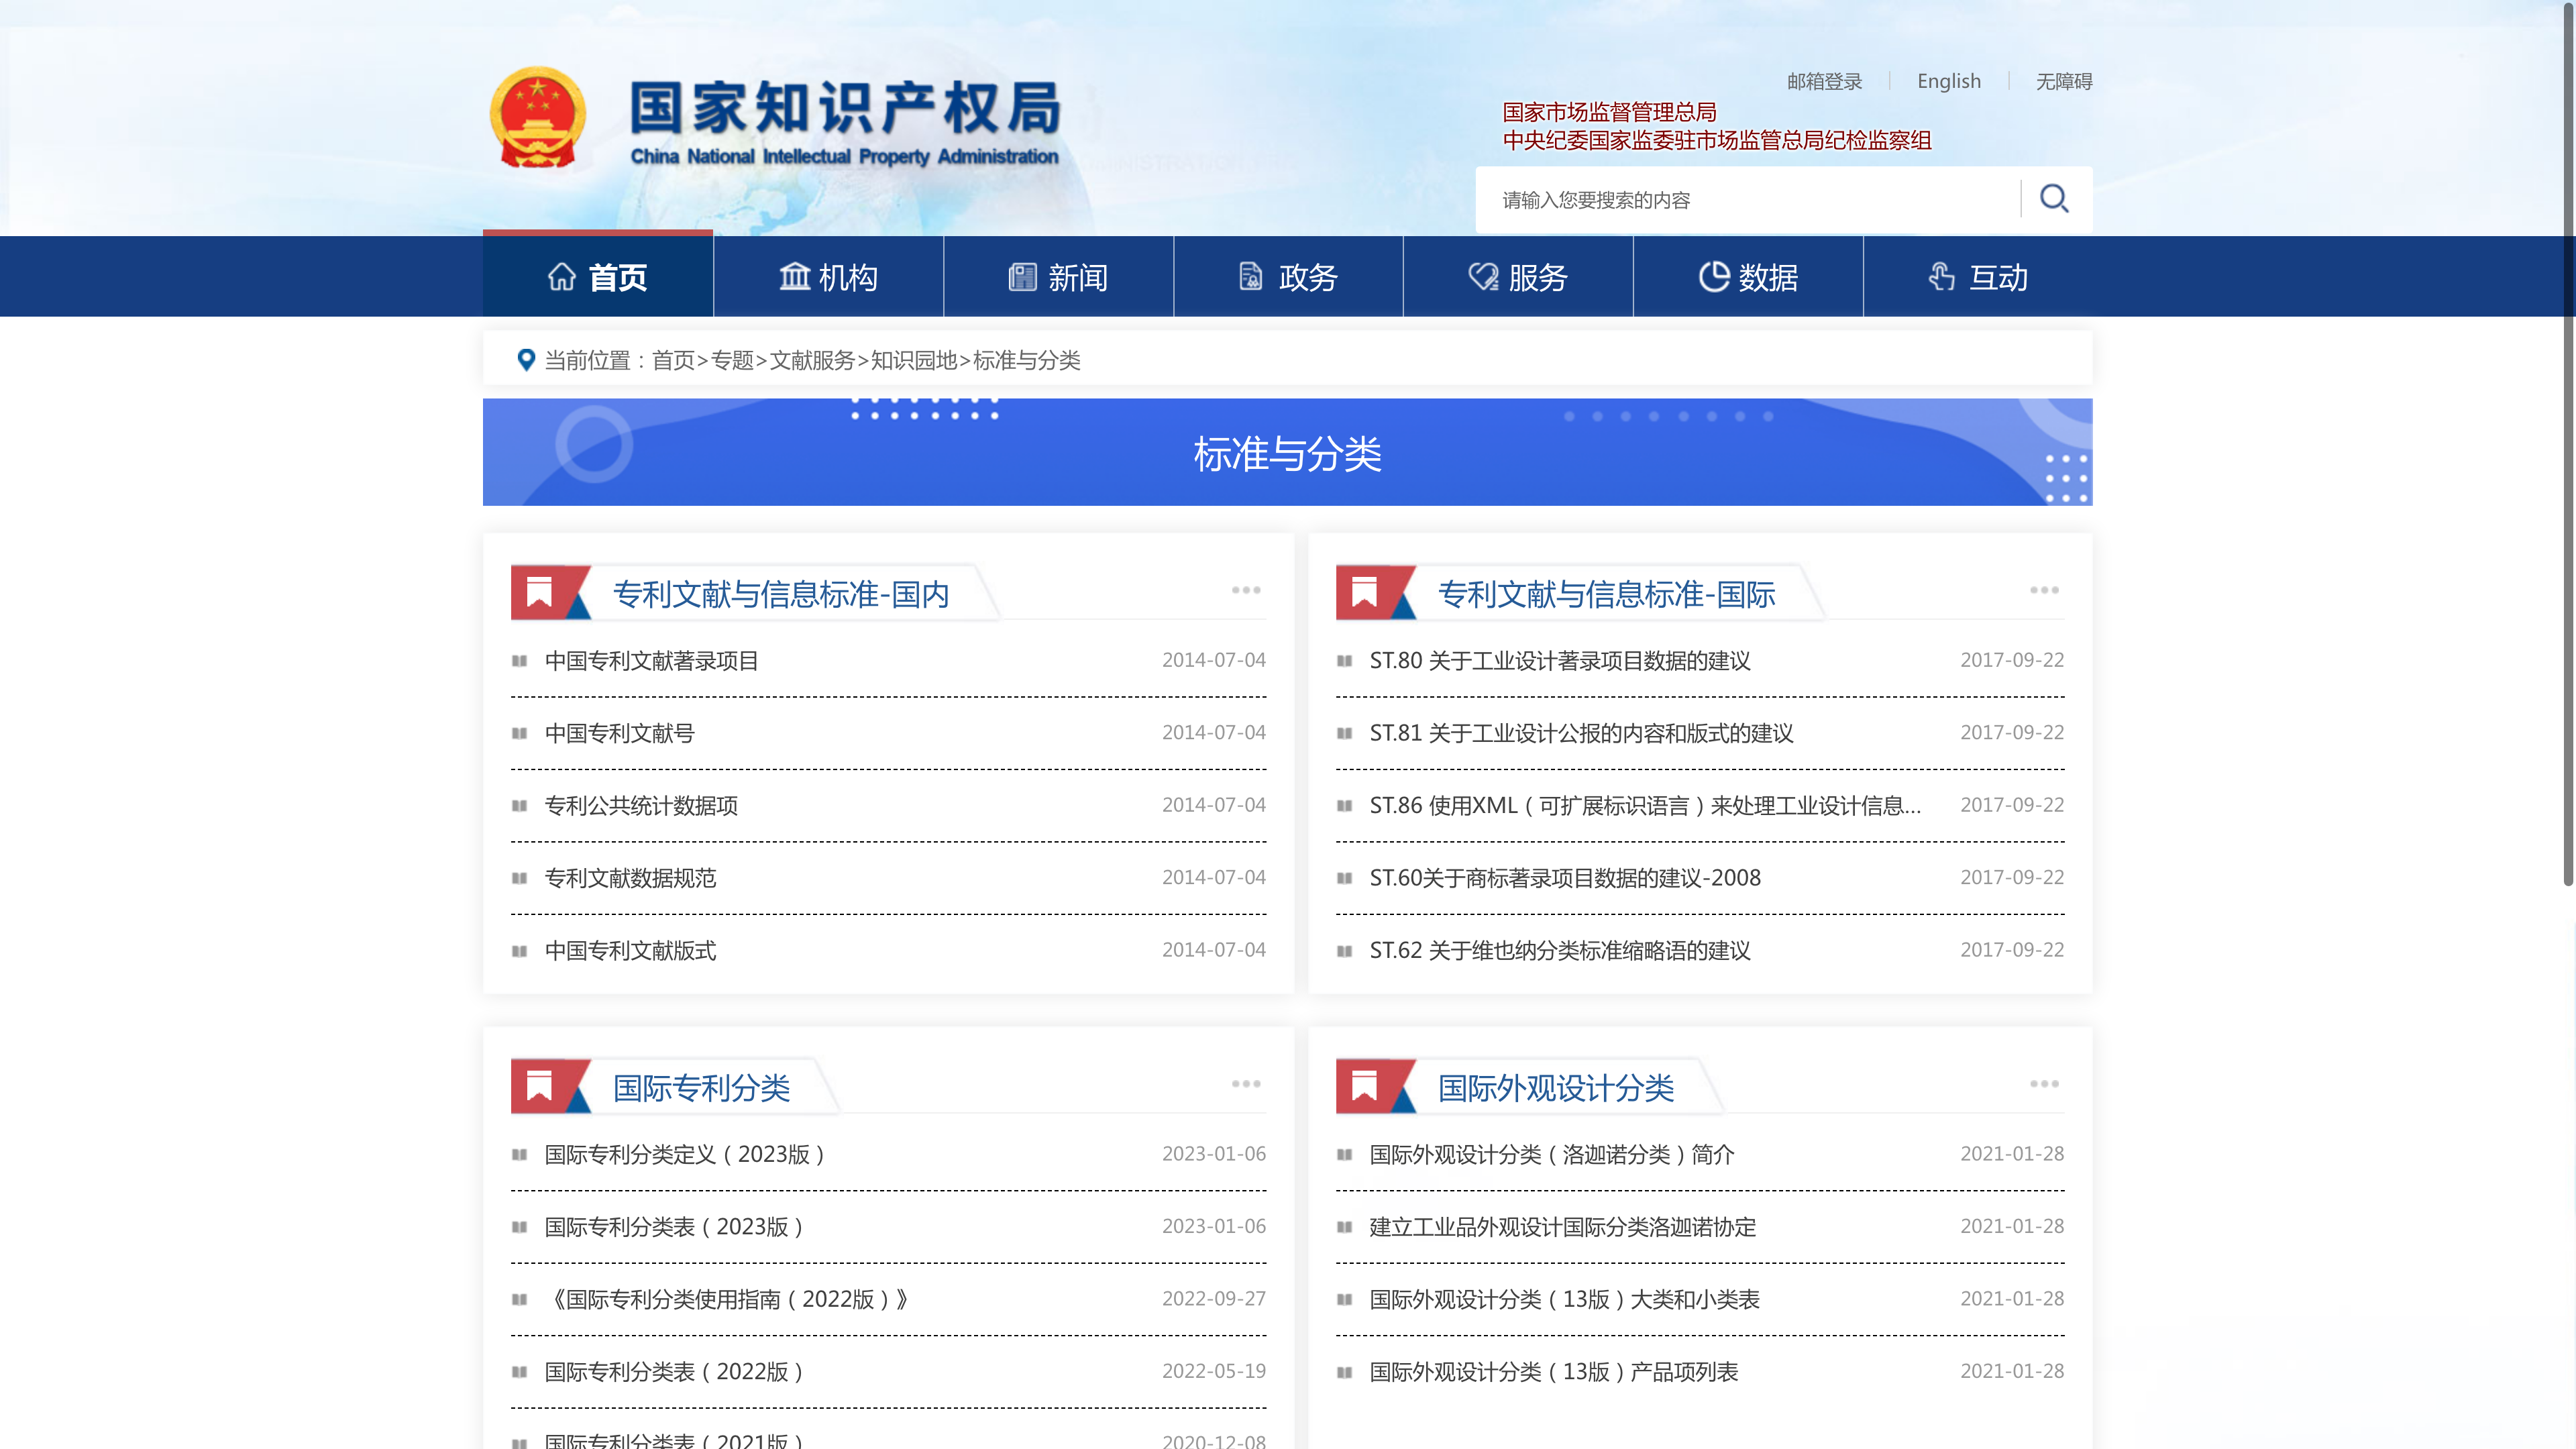 邮箱登录 English 无障碍
国家知识产权局
China National Intellectual Property Administration
国家市场监督管理总局
中央纪委国家监委驻市场监管总局纪检监察组
请输入您要搜索的内容
首页 机构 新闻 政务 服务 数据 互动
当前位置：首页>专题>文献服务>知识园地>标准与分类
标准与分类
专利文献与信息标准-国内
中国专利文献著录项目 2014-07-04
中国专利文献号 2014-07-04
专利公共统计数据项 2014-07-04
专利文献数据规范 2014-07-04
中国专利文献版式 2014-07-04
专利文献与信息标准-国际
ST.80 关于工业设计著录项目数据的建议 2017-09-22
ST.81 关于工业设计公报的内容和版式的建议 2017-09-22
ST.86 使用XML（可扩展标识语言）来处理工业设计信息... 2017-09-22
ST.60关于商标著录项目数据的建议-2008 2017-09-22
ST.62 关于维也纳分类标准缩略语的建议 2017-09-22
国际专利分类
国际专利分类定义（2023版） 2023-01-06
国际专利分类表（2023版） 2023-01-06
《国际专利分类使用指南（2022版）》 2022-09-27
国际专利分类表（2022版） 2022-05-19
国际专利分类表（2021版） 2020-12-08
国际外观设计分类
国际外观设计分类（洛迦诺分类）简介 2021-01-28
建立工业品外观设计国际分类洛迦诺协定 2021-01-28
国际外观设计分类（13版）大类和小类表 2021-01-28
国际外观设计分类（13版）产品项列表 2021-01-28